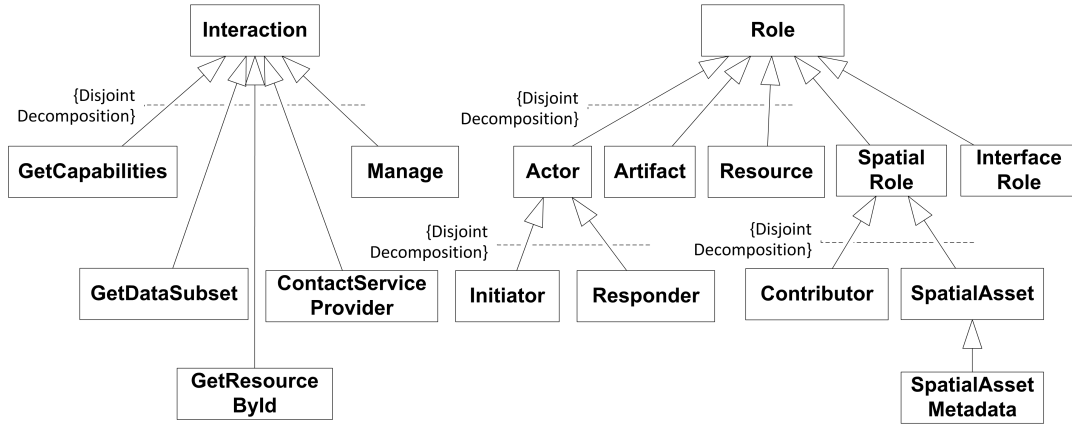 Interaction
Role
{Disjoint
Decomposition}
{Disjoint
Decomposition}
GetCapabilities
Manage
Actor
Artifact
Resource
Spatial
Role
Interface
Role
{Disjoint
Decomposition}
{Disjoint
Decomposition}
GetDataSubset
ContactService
Provider
Initiator
Responder
Contributor
SpatialAsset
GetResource
ById
SpatialAsset
Metadata